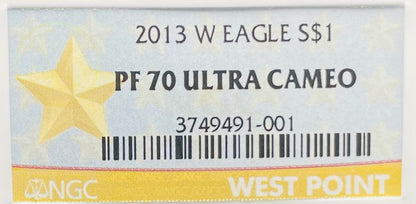 2013 W EAGLE S$1
PF 70 ULTRA CAMEO
3749491-001
NGC WEST POINT